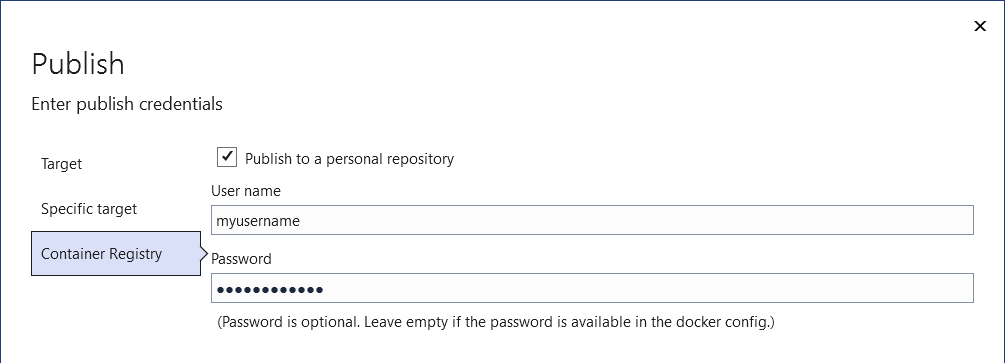 Publish
Enter publish credentials
Target
Publish to a personal repository
User name
Specific target
myusername
Container Registry
Password
••••••••••••
(Password is optional. Leave empty if the password is available in the docker config.)